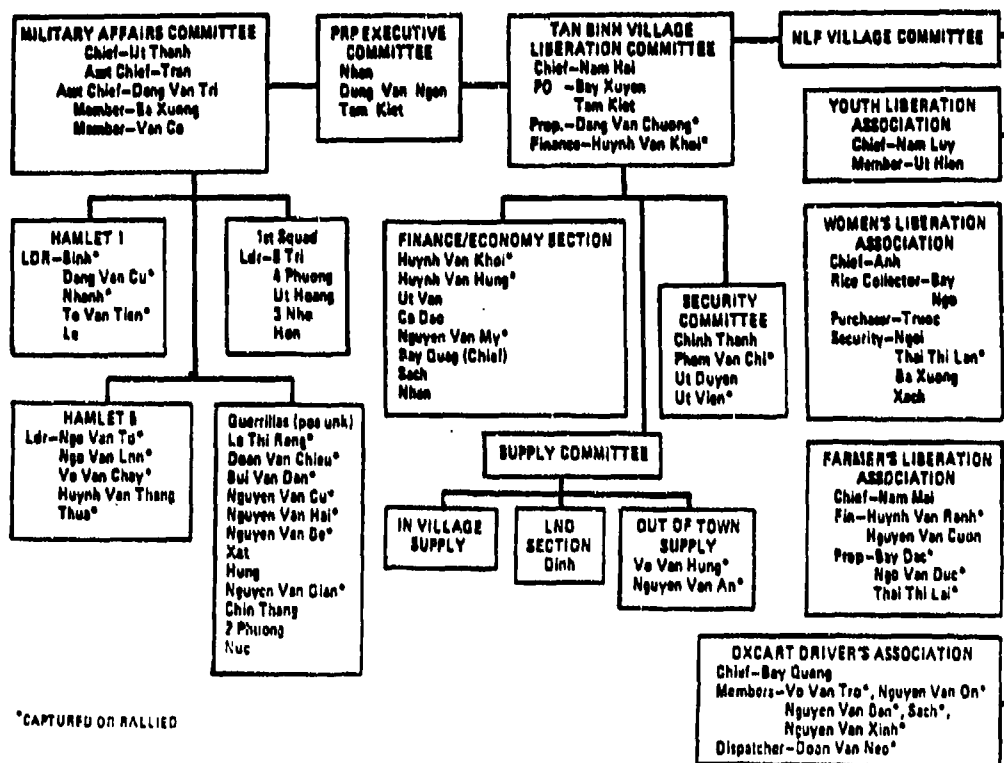 MILITARY AFFAIRS COMMITTEE
Chief-Ut Thanh
Asst Chief-Tran
Asst Chief-Dang Van Tri
Member-Ba Xuong
Member-Van Co
PRP EXECUTIVE
COMMITTEE
Nhan
Dung Van Ngon
Tam Kiet
TAN BINH VILLAGE
LIBERATION COMMITTEE
Chief-Nam Hai
PO -Bay Xuyen
Tam Kiet
Prop.-Dang Van Chuong*
Finance-Huynh Van Khoi*
NLF VILLAGE COMMITTEE
YOUTH LIBERATION
ASSOCIATION
Chief-Nam Luy
Member-Ut Hien
HAMLET 1
LDR-Binh*
Dang Van Cu*
Nhanh*
To Van Tien*
Le
1st Squad
Ldr-8 Tri
4 Phuong
Ut Hoang
3 Nha
Hon
FINANCE/ECONOMY SECTION
Huynh Van Khoi*
Huynh Van Hung*
Ut Van
Ca Dao
Nguyen Van My*
Bay Quag (Chief)
Sach
Nhon
SECURITY
COMMITTEE
Chinh Thanh
Pham Van Chi*
Ut Duyen
Ut Vien*
WOMEN'S LIBERATION
ASSOCIATION
Chief-Anh
Rice Collector-Bay
Nga
Purchaser-Truoc
Security-Ngoi
Thai Thi Lan*
Ba Xuong
Xach
HAMLET 5
Ldr-Ngo Van To*
Ngo Van Lon*
Vo Van Chay*
Huynh Van Thang
Thua*
Guerrillas (pos unk)
Le Thi Rang*
Doan Van Chieu*
Bui Van Dan*
Nguyen Van Cu*
Nguyen Van Hai*
Nguyen Van Be*
Xat
Hung
Nguyen Van Gian*
Chin Thang
2 Phuong
Nuc
SUPPLY COMMITTEE
IN VILLAGE
SUPPLY
LNO
SECTION
Dinh
OUT OF TOWN
SUPPLY
Vo Van Hung*
Nguyen Van An*
FARMER'S LIBERATION
ASSOCIATION
Chief-Nam Mai
Fin-Huynh Van Ranh*
Nguyen Van Cuon
Prop-Bay Dac*
Ngo Van Duc*
Thai Thi Lai*
OXCART DRIVER'S ASSOCIATION
Chief-Bay Quang
Members-Vo Van Tro*, Nguyen Van On*
Nguyen Van Dan*, Sach*,
Nguyen Van Xinh*
Dispatcher-Doan Van Neo*
*CAPTURED OR RALLIED